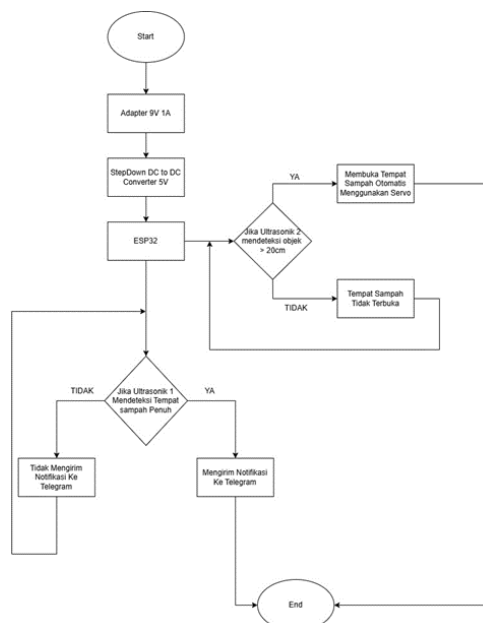 Start
Adapter 9V 1A
StepDown DC to DC
Converter 5V
ESP32
Jika Ultrasonik 2
mendeteksi objek
> 20cm
YA
Membuka Tempat
Sampah Otomatis
Menggunakan Servo
TIDAK
Tempat Sampah
Tidak Terbuka
Jika Ultrasonik 1
Mendeteksi Tempat
sampah Penuh
TIDAK
YA
Tidak Mengirim
Notifikasi Ke
Telegram
Mengirim Notifikasi
Ke Telegram
End